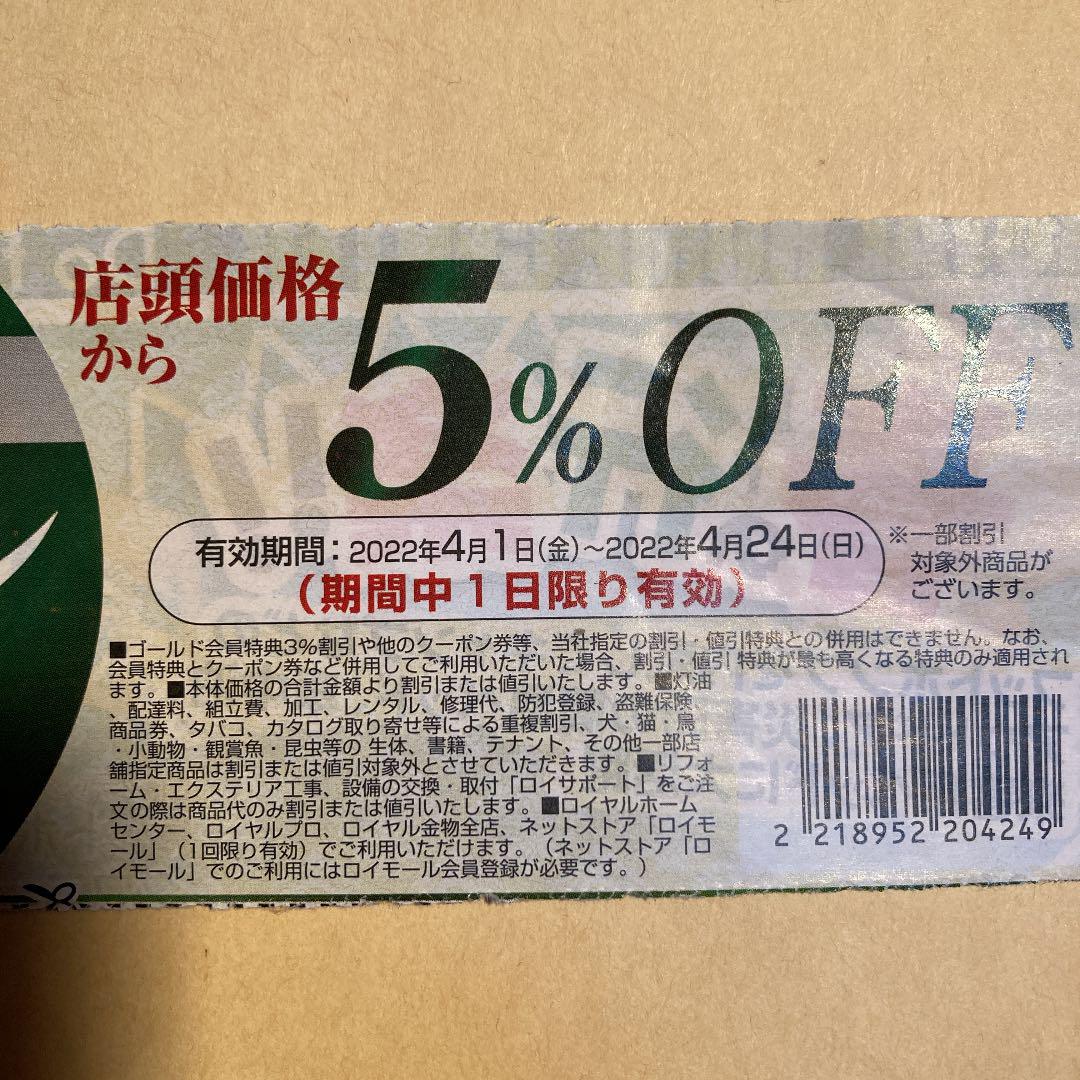 店頭価格
から
5%OFF
有効期間：2022年4月1日(金)～2022年4月24日(日)
（期間中1日限り有効）
※一部割引
対象外商品が
ございます。
■ゴールド会員特典3%割引や他のクーポン券等、当社指定の割引・値引特典との併用はできません。なお、
会員特典とクーポン券など併用してご利用いただいた場合、割引・値引特典が最も高くなる特典のみ適用され
ます。■本体価格の合計金額より割引または値引いたします。■灯油
、配達料、組立費、加工、レンタル、修理代、防犯登録、盗難保険、
商品券、タバコ、カタログ取り寄せ等による重複割引、犬・猫・鳥
・小動物・観賞魚・昆虫等の 生体、書籍、テナント、その他一部店
舗指定商品は割引または値引対象外とさせていただきます。■リフォ
ーム・エクステリア工事、設備の交換・取付「ロイサポート」をご注
文の際は商品代のみ割引または値引いたします。■ロイヤルホーム
センター、ロイヤルプロ、ロイヤル金物全店、ネットストア「ロイモ
ール」（1回限り有効）でご利用いただけます。（ネットストア「ロ
イモール」でのご利用にはロイモール会員登録が必要です。）
2 218952 204249